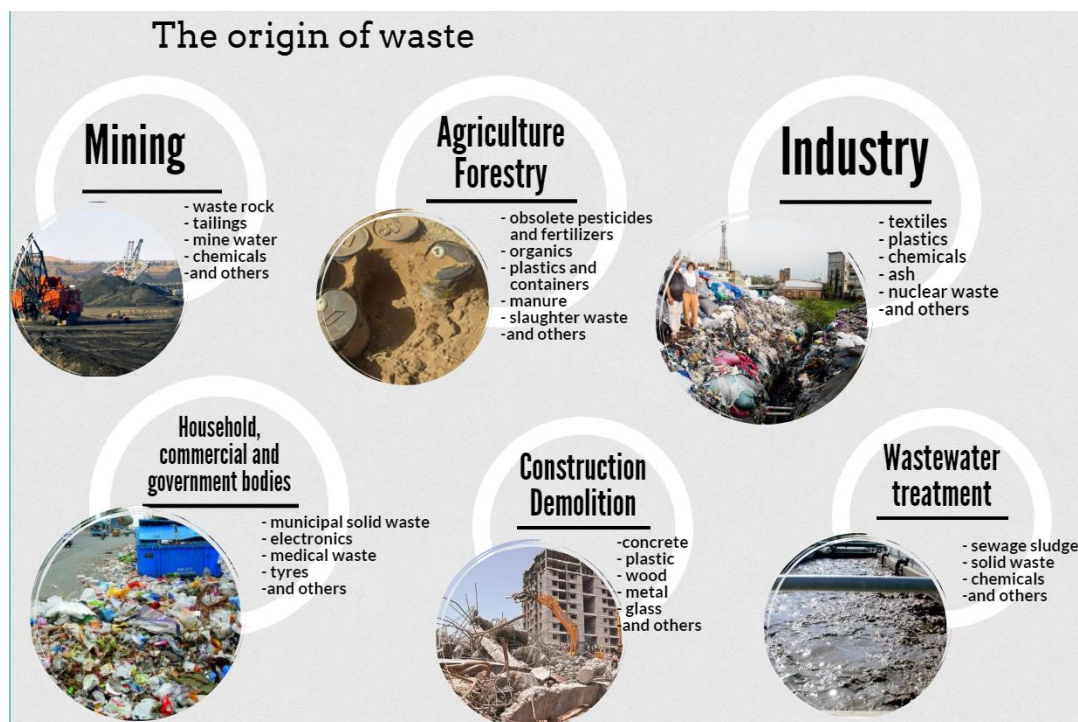 The origin of waste
Mining
- waste rock
- tailings
- mine water
- chemicals
-and others
Agriculture
Forestry
- obsolete pesticides
and fertilizers
- organics
- plastics and
containers
- manure
- slaughter waste
-and others
Industry
- textiles
- plastics
- chemicals
- ash
- nuclear waste
-and others
Household,
commercial and
government bodies
- municipal solid waste
- electronics
- medical waste
- tyres
-and others
Construction
Demolition
-concrete
- plastic
- wood
- metal
- glass
-and others
Wastewater
treatment
- sewage sludge
- solid waste
- chemicals
-and others